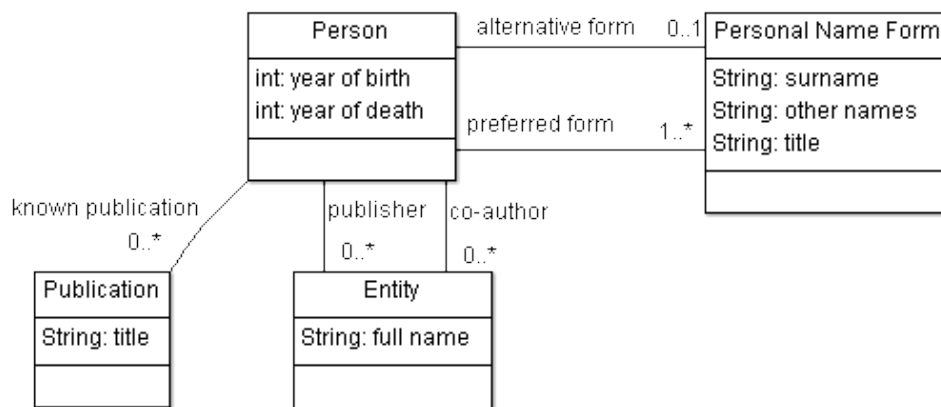 Person
int: year of birth
int: year of death
alternative form
0..1
preferred form
1..*
Personal Name Form
String: surname
String: other names
String: title
known publication
0..*
publisher
0..*
co-author
0..*
Publication
String: title
Entity
String: full name